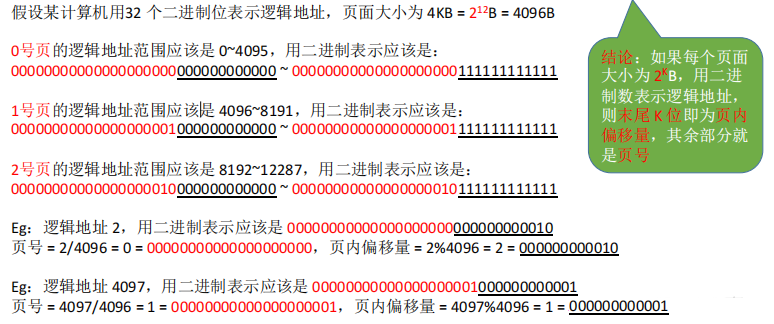 假设某计算机用32 个二进制位表示逻辑地址，页面大小为 4KB = 2¹²B = 4096B
0号页的逻辑地址范围应该是 0~4095，用二进制表示应该是：
00000000000000000000000000000000 ~ 00000000000000000000111111111111
1号页的逻辑地址范围应该是 4096~8191，用二进制表示应该是：
00000000000000000001000000000000 ~ 00000000000000000001111111111111
2号页的逻辑地址范围应该是 8192~12287，用二进制表示应该是：
00000000000000000010000000000000 ~ 00000000000000000010111111111111
Eg：逻辑地址 2，用二进制表示应该是 00000000000000000000000000000010
页号 = 2/4096 = 0 = 00000000000000000000，页内偏移量 = 2%4096 = 2 = 000000000010
Eg：逻辑地址 4097，用二进制表示应该是 00000000000000000001000000000001
页号 = 4097/4096 = 1 = 00000000000000000001，页内偏移量 = 4097%4096 = 1 = 000000000001
结论：如果每个页面
大小为 2ᴷB，用二进
制数表示逻辑地址，
则末尾 K 位即为页内
偏移量，其余部分就
是页号